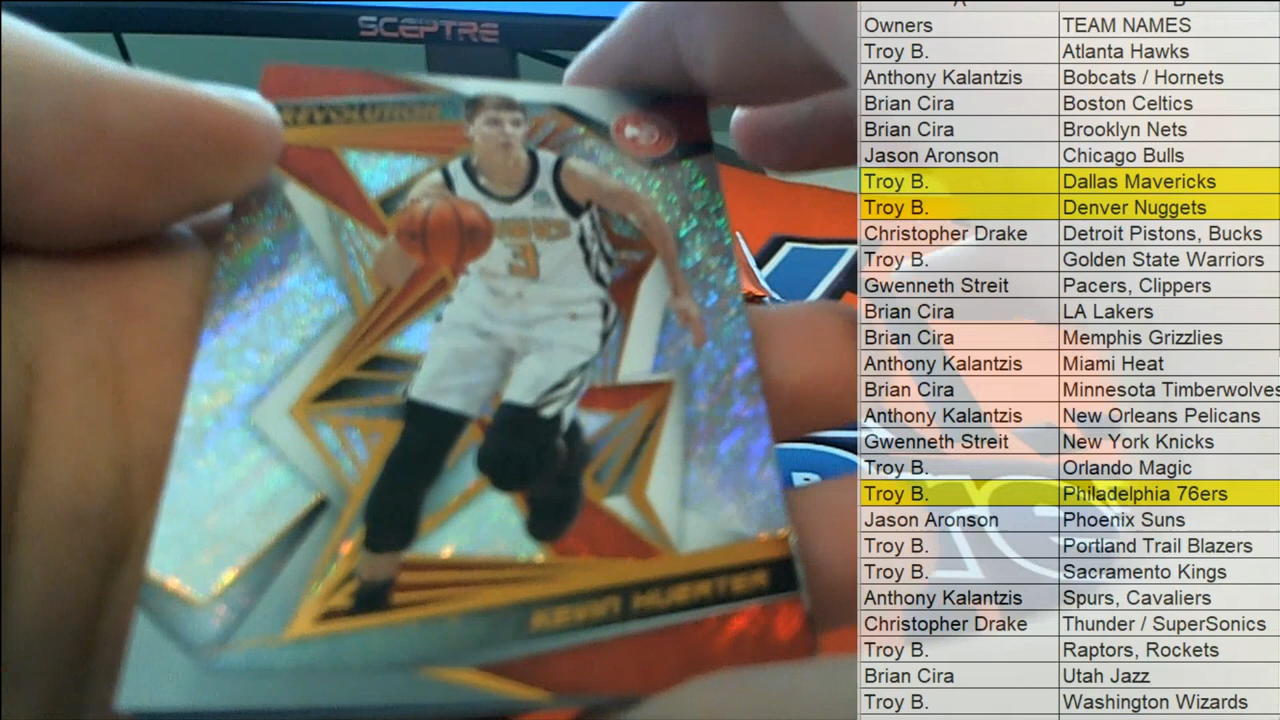 SCEPTRE
REVOLUTION
3
KEVIN HUERTER
Owners TEAM NAMES
Troy B. Atlanta Hawks
Anthony Kalantzis Bobcats / Hornets
Brian Cira Boston Celtics
Brian Cira Brooklyn Nets
Jason Aronson Chicago Bulls
Troy B. Dallas Mavericks
Troy B. Denver Nuggets
Christopher Drake Detroit Pistons, Bucks
Troy B. Golden State Warriors
Gwenneth Streit Pacers, Clippers
Brian Cira LA Lakers
Brian Cira Memphis Grizzlies
Anthony Kalantzis Miami Heat
Brian Cira Minnesota Timberwolves
Anthony Kalantzis New Orleans Pelicans
Gwenneth Streit New York Knicks
Troy B. Orlando Magic
Troy B. Philadelphia 76ers
Jason Aronson Phoenix Suns
Troy B. Portland Trail Blazers
Troy B. Sacramento Kings
Anthony Kalantzis Spurs, Cavaliers
Christopher Drake Thunder / SuperSonics
Troy B. Raptors, Rockets
Brian Cira Utah Jazz
Troy B. Washington Wizards